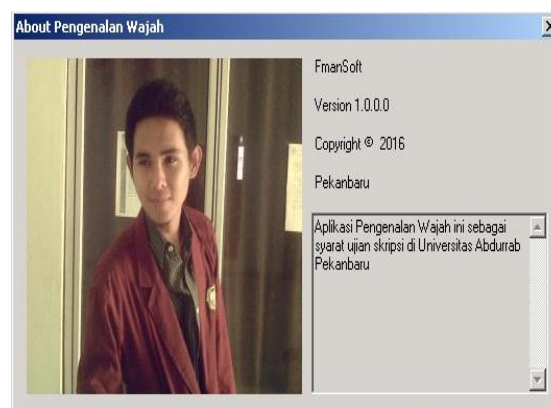 About Pengenalan Wajah
FmanSoft
Version 1.0.0.0
Copyright © 2016
Pekanbaru
Aplikasi Pengenalan Wajah ini sebagai
syarat ujian skripsi di Universitas Abdurrab
Pekanbaru